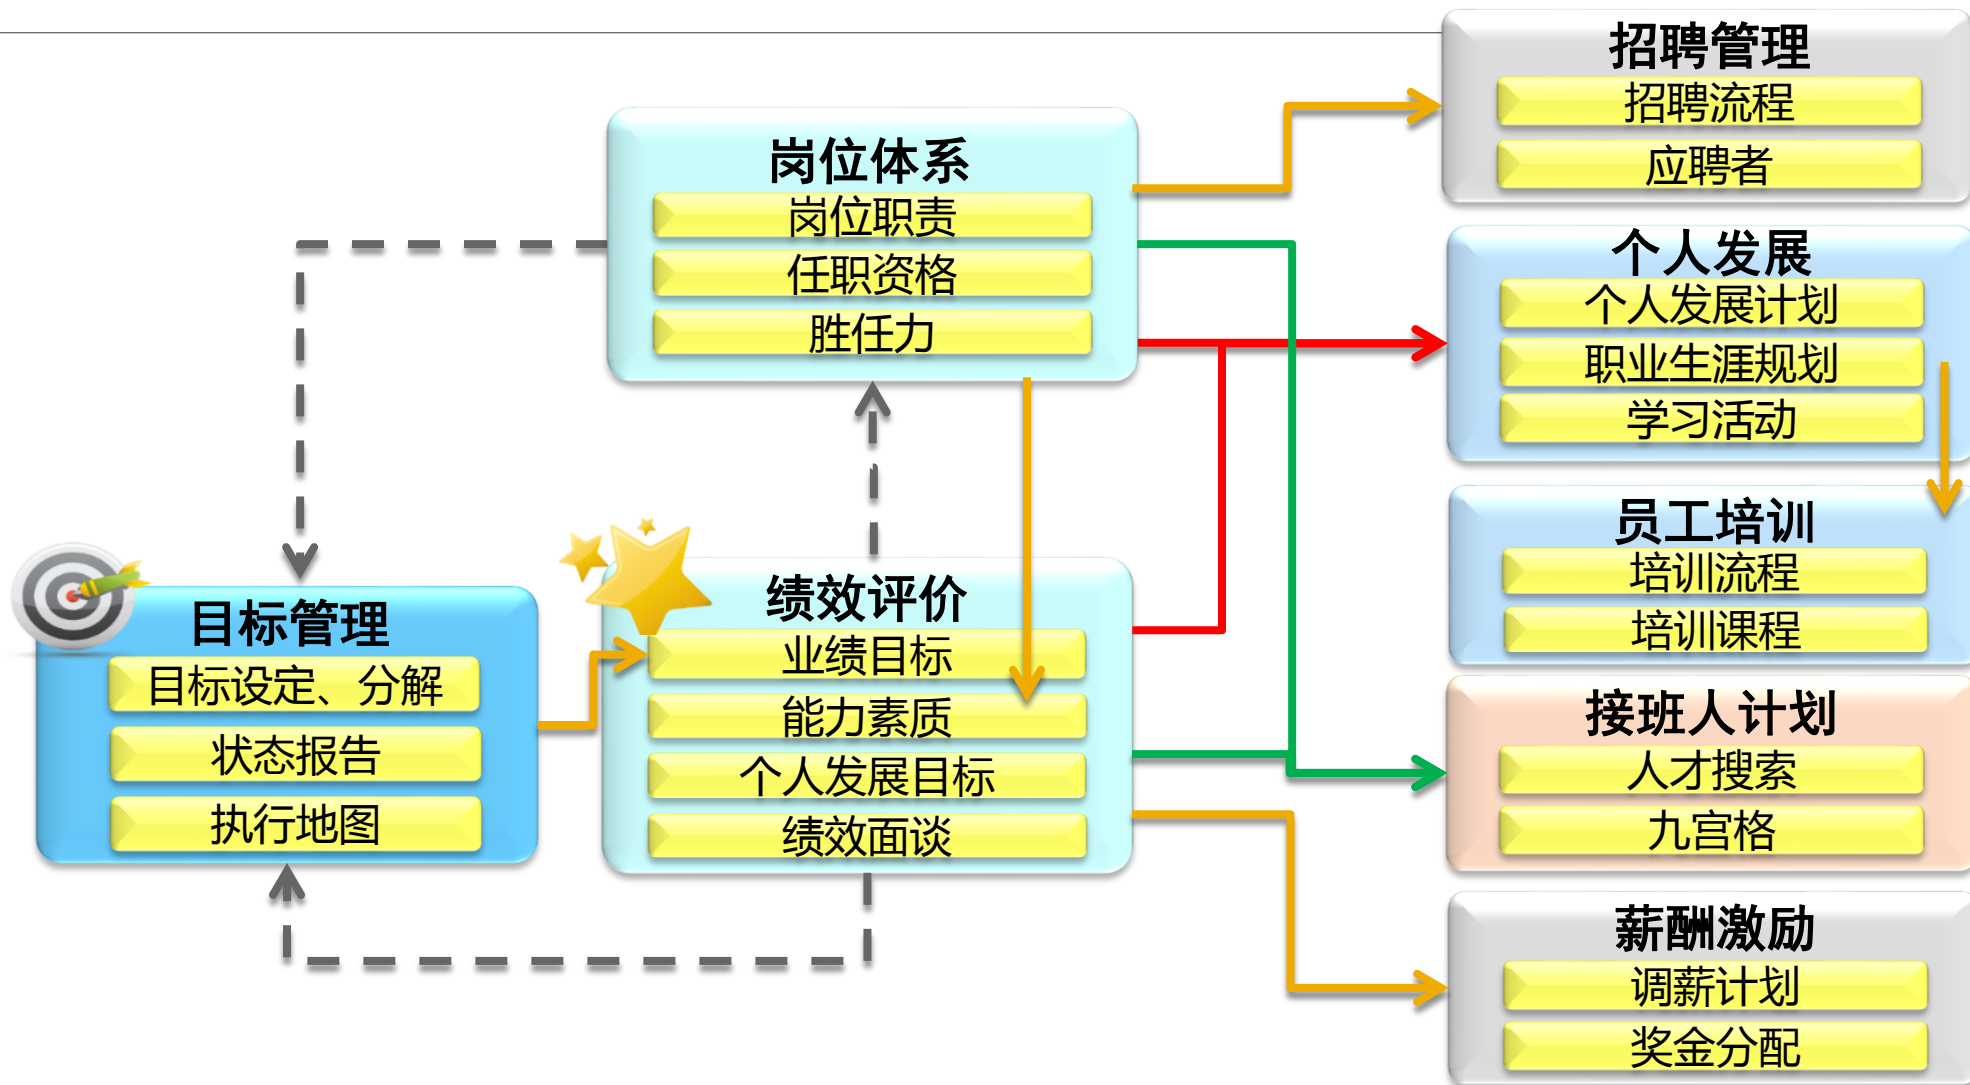 招聘管理
招聘流程
应聘者
岗位体系
岗位职责
任职资格
胜任力
个人发展
个人发展计划
职业生涯规划
学习活动
员工培训
培训流程
培训课程
目标管理
目标设定、分解
状态报告
执行地图
绩效评价
业绩目标
能力素质
个人发展目标
绩效面谈
接班人计划
人才搜索
九宫格
薪酬激励
调薪计划
奖金分配